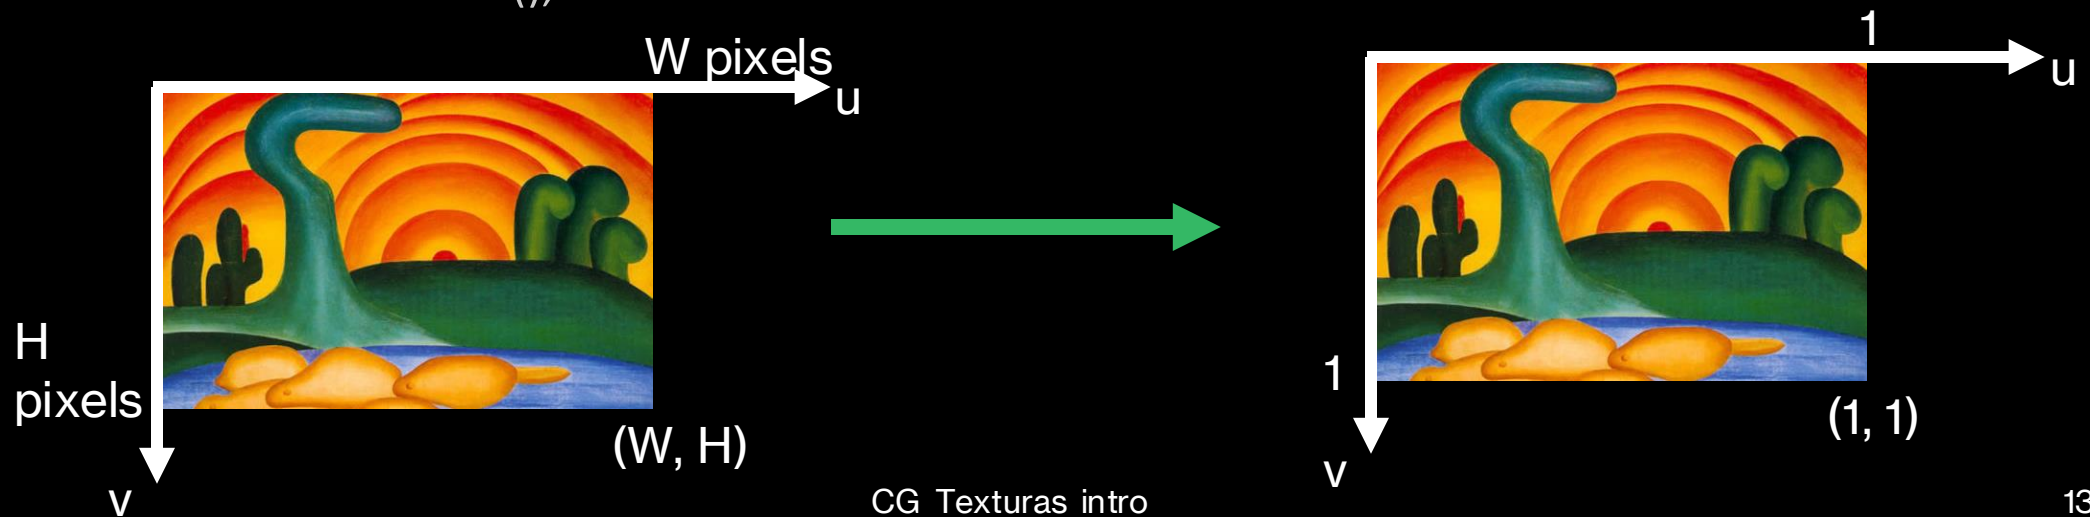 W pixels
u
H
pixels
(W, H)
v
1
u
1
(1, 1)
v
CG Texturas intro
13